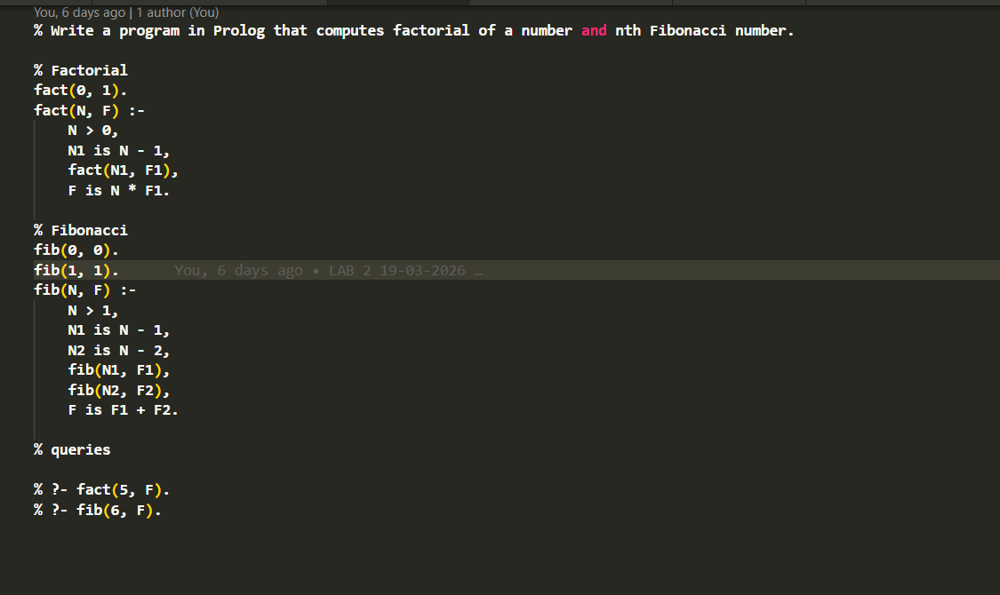 You, 6 days ago | 1 author (You)
% Write a program in Prolog that computes factorial of a number and nth Fibonacci number.

% Factorial
fact(0, 1).
fact(N, F) :-
    N > 0,
    N1 is N - 1,
    fact(N1, F1),
    F is N * F1.

% Fibonacci
fib(0, 0).
fib(1, 1).      You, 6 days ago • LAB 2 19-03-2026 …
fib(N, F) :-
    N > 1,
    N1 is N - 1,
    N2 is N - 2,
    fib(N1, F1),
    fib(N2, F2),
    F is F1 + F2.

% queries

% ?- fact(5, F).
% ?- fib(6, F).